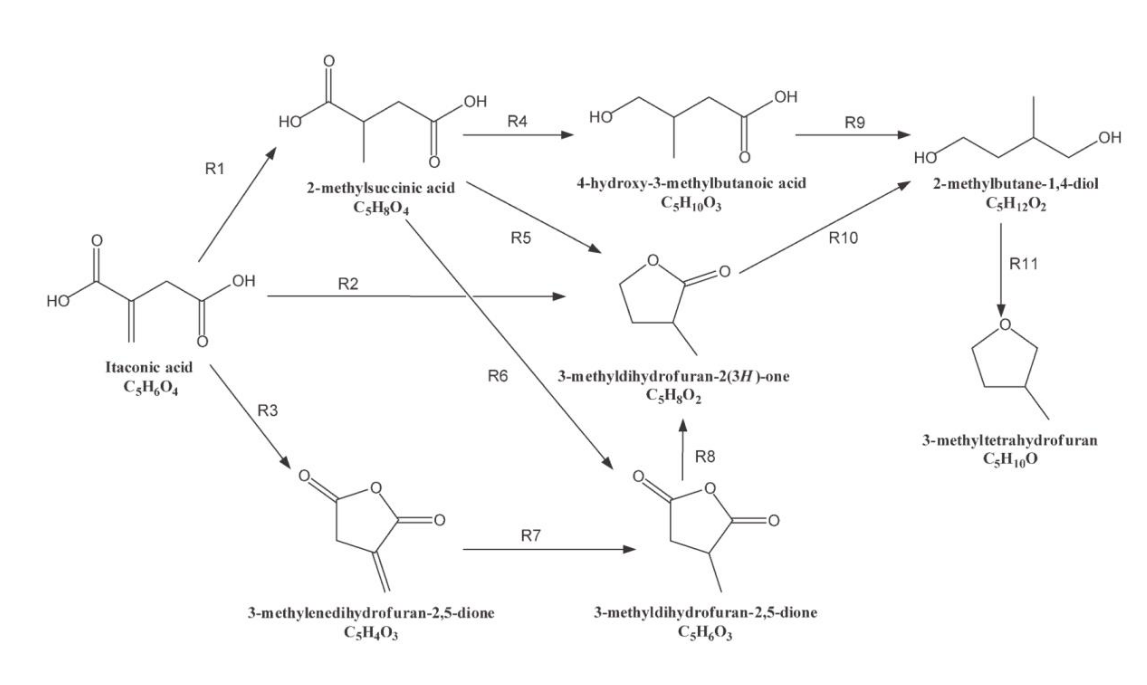 O
HO
OH
O
R1
2-methylsuccinic acid
C5H8O4
R4
HO
OH
O
4-hydroxy-3-methylbutanoic acid
C5H10O3
R9
HO
OH
2-methylbutane-1,4-diol
C5H12O2
R5
R10
R11
O
HO
OH
O
Itaconic acid
C5H6O4
R2
O
O
3-methyldihydrofuran-2(3H)-one
C5H8O2
O
3-methyltetrahydrofuran
C5H10O
R6
R3
R8
O
O
O
3-methylenedihydrofuran-2,5-dione
C5H4O3
R7
O
O
O
3-methyldihydrofuran-2,5-dione
C5H6O3